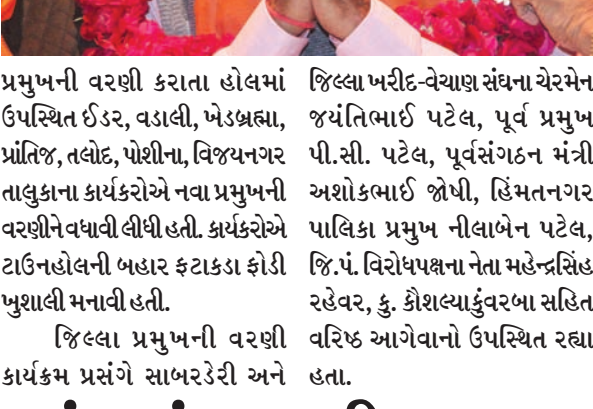 પ્રમુખની વરણી કરાતા હોલમાં
ઉપસ્થિત ઈડર, વડાલી, ખેડબ્રહ્મા,
પ્રાંતિજ, તલોદ, પોશીના, વિજયનગર
તાલુકાના કાર્યકરોએ નવા પ્રમુખની
વરણીને વધાવી લીધી હતી. કાર્યકરોએ
ટાઉનહોલની બહાર ફટાકડા ફોડી
ખુશાલી મનાવી હતી.
જિલ્લા પ્રમુખની વરણી
કાર્યક્રમ પ્રસંગે સાબરડેરી અને
જિલ્લા ખરીદ-વેચાણ સંઘના ચેરમેન
જયંતિભાઈ પટેલ, પૂર્વ પ્રમુખ
પી.સી. પટેલ, પૂર્વસંગઠન મંત્રી
અશોકભાઈ જોષી, હિંમતનગર
પાલિકા પ્રમુખ નીલાબેન પટેલ,
જિ.પં. વિરોધપક્ષના નેતા મહેન્દ્રસિંહ
રહેવર, કુ. કૌશલ્યાકુંવરબા સહિત
વરિષ્ઠ આગેવાનો ઉપસ્થિત રહ્યા
હતા.